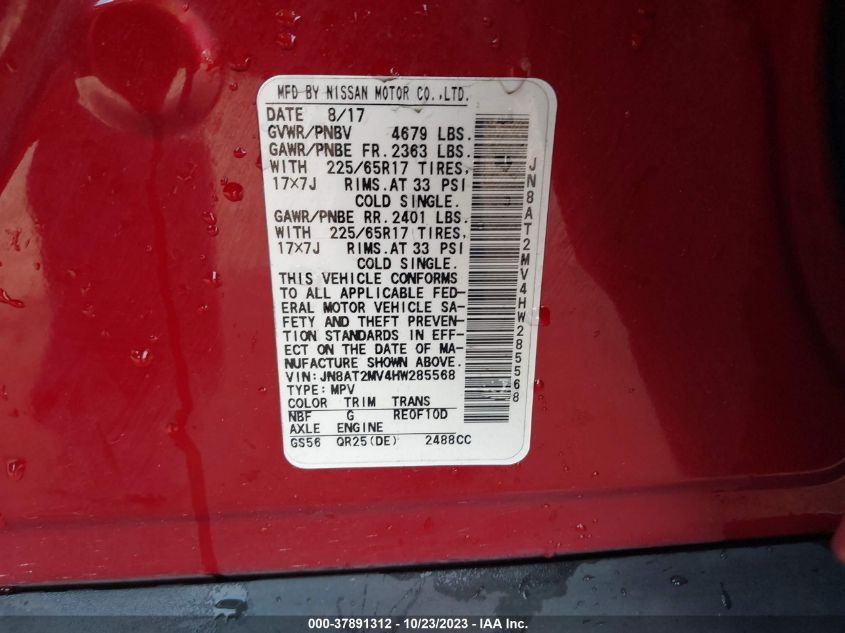 MFD BY NISSAN MOTOR CO.,LTD.
DATE 8/17
GVWR/PNBV 4679 LBS.
GAWR/PNBE FR. 2363 LBS.
WITH 225/65R17 TIRES,
17×7J RIMS.AT 33 PSI
COLD SINGLE.
GAWR/PNBE RR. 2401 LBS.
WITH 225/65R17 TIRES,
17×7J RIMS.AT 33 PSI
COLD SINGLE.
THIS VEHICLE CONFORMS
TO ALL APPLICABLE FED-
ERAL MOTOR VEHICLE SA-
FETY AND THEFT PREVEN-
TION STANDARDS IN EFF-
ECT ON THE DATE OF MA-
NUFACTURE SHOWN ABOVE.
VIN:JN8AT2MV4HW285568
TYPE:MPV
COLOR TRIM TRANS
NBF G RE0F10D
AXLE ENGINE
GS56 QR25(DE) 2488CC
JN8AT2MV4HW285568
000-37891312 - 10/23/2023 - IAA Inc.